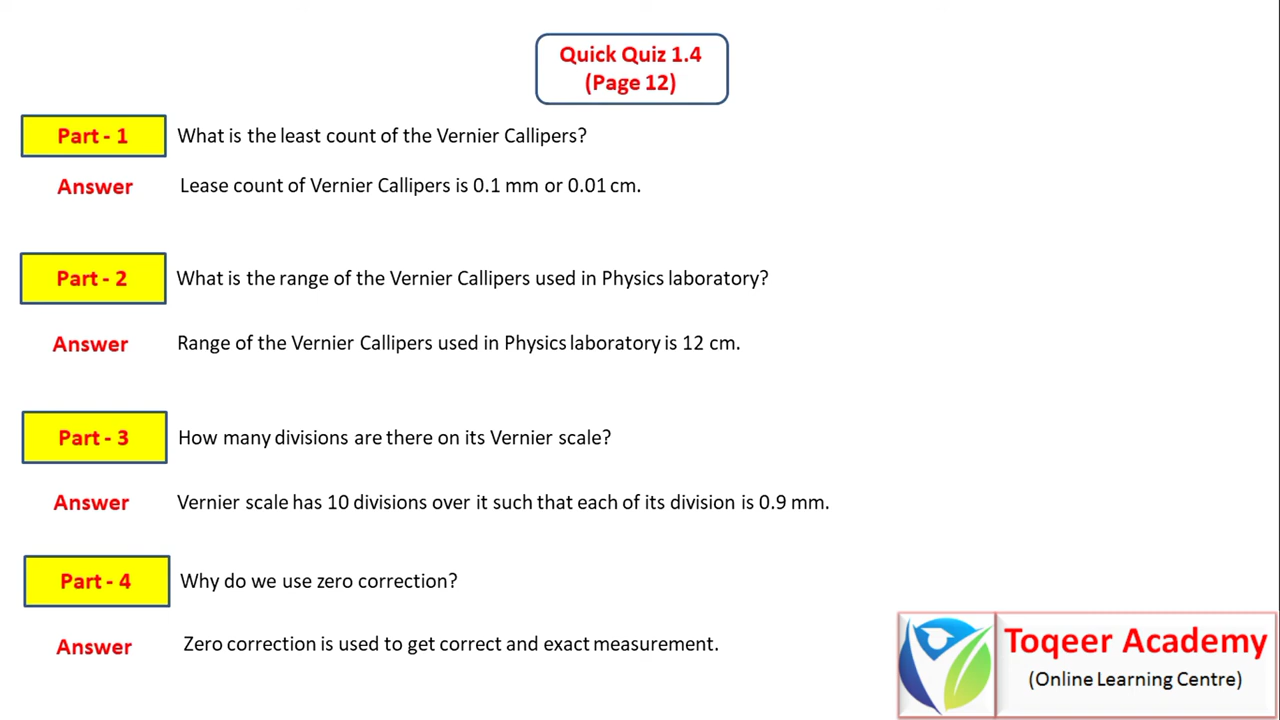 Quick Quiz 1.4
(Page 12)
Part - 1 What is the least count of the Vernier Callipers?
Answer Lease count of Vernier Callipers is 0.1 mm or 0.01 cm.
Part - 2 What is the range of the Vernier Callipers used in Physics laboratory?
Answer Range of the Vernier Callipers used in Physics laboratory is 12 cm.
Part - 3 How many divisions are there on its Vernier scale?
Answer Vernier scale has 10 divisions over it such that each of its division is 0.9 mm.
Part - 4 Why do we use zero correction?
Answer Zero correction is used to get correct and exact measurement.
Toqeer Academy
(Online Learning Centre)